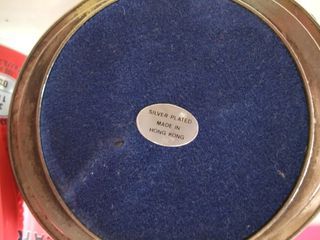 SILVER PLATED
MADE IN
HONG KONG